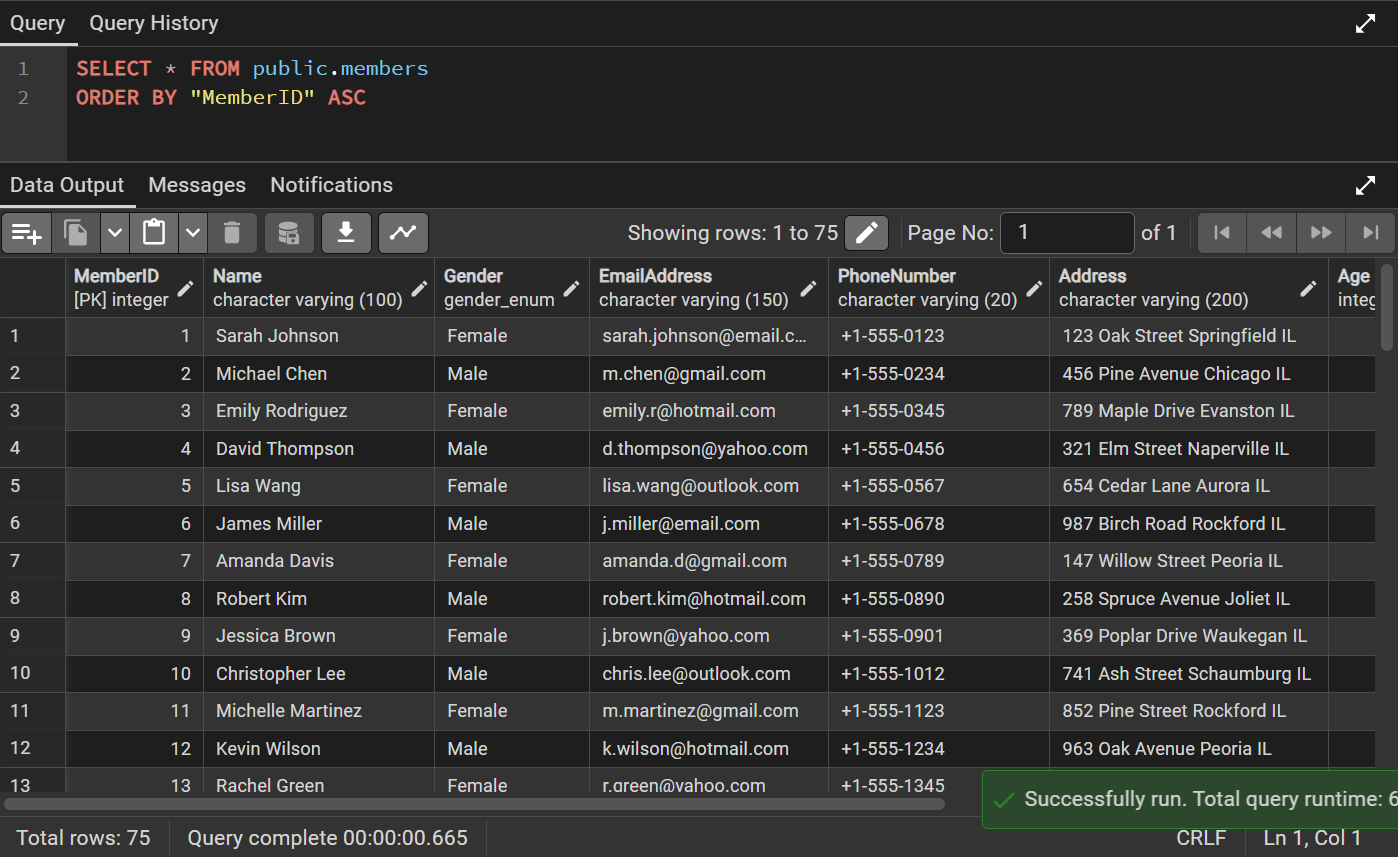 Query Query History
1 SELECT * FROM public.members
2 ORDER BY "MemberID" ASC
Data Output Messages Notifications
Showing rows: 1 to 75 Page No: 1 of 1
MemberID Name Gender EmailAddress PhoneNumber Address Age
[PK] integer character varying (100) gender_enum character varying (150) character varying (20) character varying (200) integ
1 1 Sarah Johnson Female sarah.johnson@email.c... +1-555-0123 123 Oak Street Springfield IL
2 2 Michael Chen Male m.chen@gmail.com +1-555-0234 456 Pine Avenue Chicago IL
3 3 Emily Rodriguez Female emily.r@hotmail.com +1-555-0345 789 Maple Drive Evanston IL
4 4 David Thompson Male d.thompson@yahoo.com +1-555-0456 321 Elm Street Naperville IL
5 5 Lisa Wang Female lisa.wang@outlook.com +1-555-0567 654 Cedar Lane Aurora IL
6 6 James Miller Male j.miller@email.com +1-555-0678 987 Birch Road Rockford IL
7 7 Amanda Davis Female amanda.d@gmail.com +1-555-0789 147 Willow Street Peoria IL
8 8 Robert Kim Male robert.kim@hotmail.com +1-555-0890 258 Spruce Avenue Joliet IL
9 9 Jessica Brown Female j.brown@yahoo.com +1-555-0901 369 Poplar Drive Waukegan IL
10 10 Christopher Lee Male chris.lee@outlook.com +1-555-1012 741 Ash Street Schaumburg IL
11 11 Michelle Martinez Female m.martinez@gmail.com +1-555-1123 852 Pine Street Rockford IL
12 12 Kevin Wilson Male k.wilson@hotmail.com +1-555-1234 963 Oak Avenue Peoria IL
13 13 Rachel Green Female r.green@yahoo.com +1-555-1345
Successfully run. Total query runtime: 6
Total rows: 75 Query complete 00:00:00.665 CRLF Ln 1, Col 1